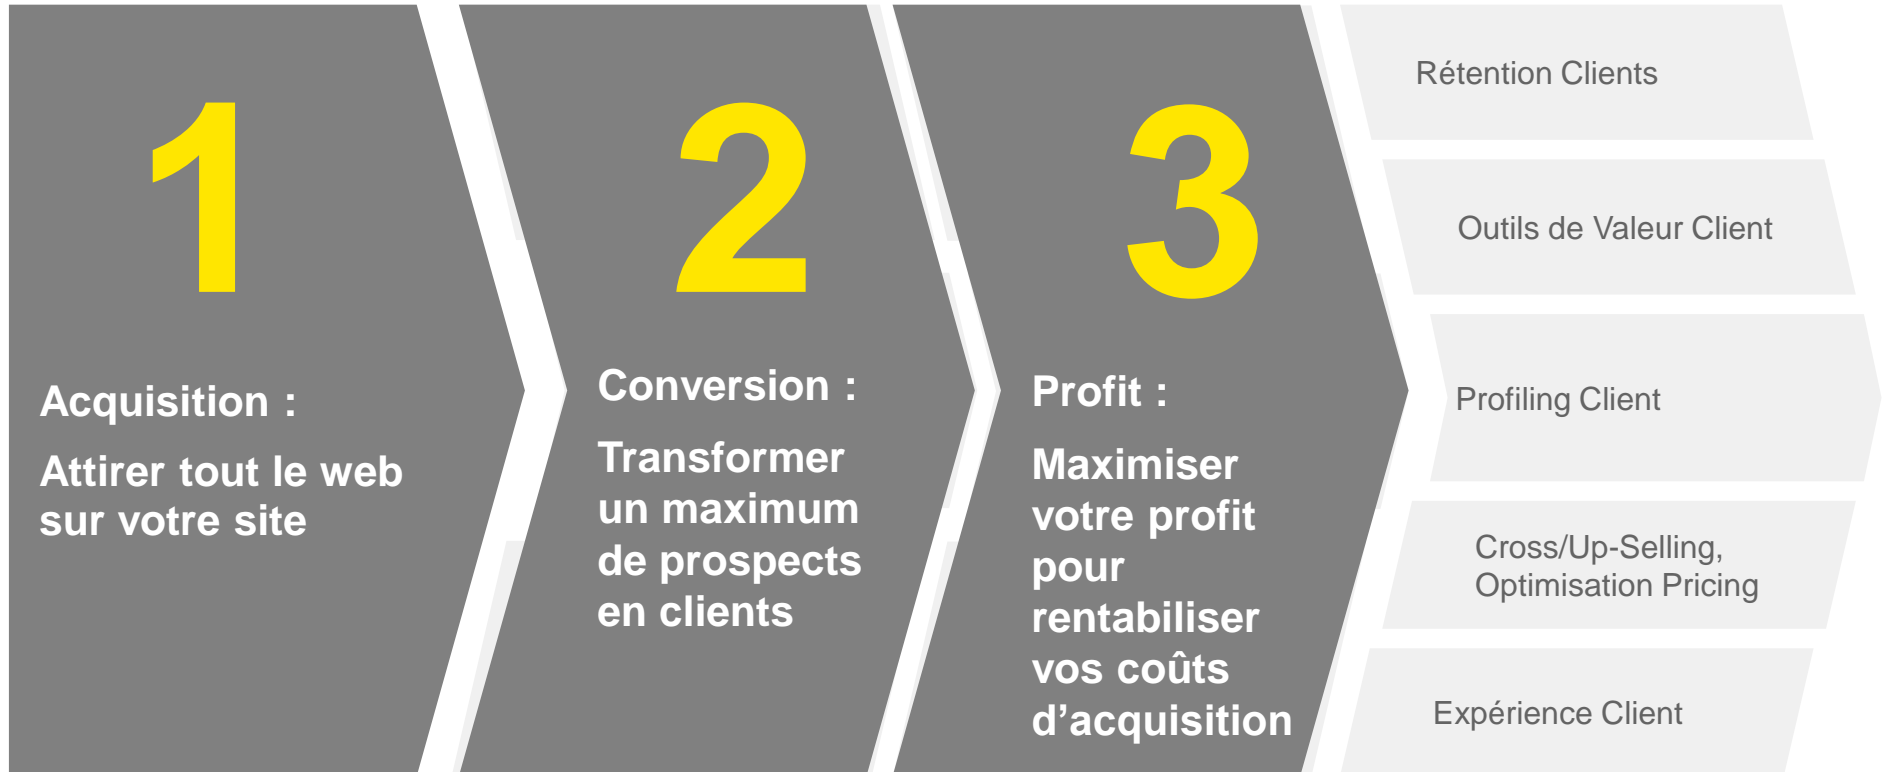 1
Acquisition :
Attirer tout le web
sur votre site
2
Conversion :
Transformer
un maximum
de prospects
en clients
3
Profit :
Maximiser
votre profit
pour
rentabiliser
vos coûts
d’acquisition
Rétention Clients
Outils de Valeur Client
Profiling Client
Cross/Up-Selling,
Optimisation Pricing
Expérience Client